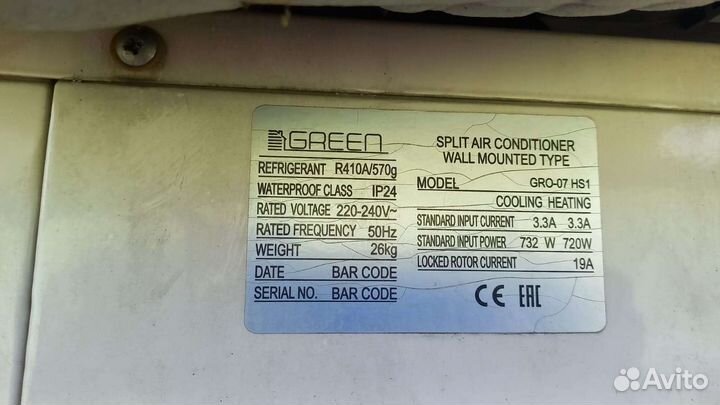 GREEN
REFRIGERANT R410A/570g
WATERPROOF CLASS IP24
RATED VOLTAGE 220-240V~
RATED FREQUENCY 50Hz
WEIGHT 26kg
DATE BAR CODE
SERIAL NO. BAR CODE
SPLIT AIR CONDITIONER
WALL MOUNTED TYPE
MODEL GRO-07 HS1
COOLING HEATING
STANDARD INPUT CURRENT 3.3A 3.3A
STANDARD INPUT POWER 732 W 720W
LOCKED ROTOR CURRENT 19A
CE EAC
Avito